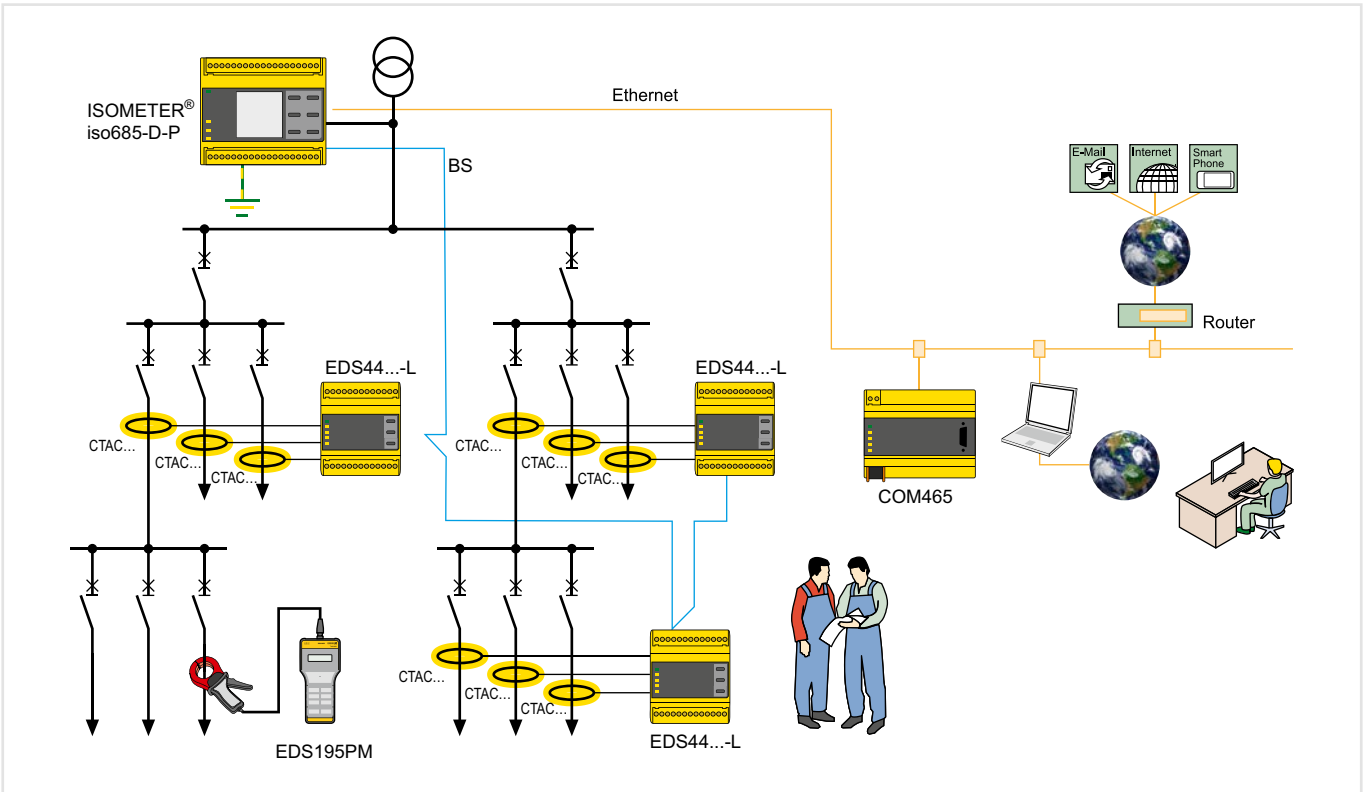 ISOMETER®
iso685-D-P
Ethernet
BS
E-Mail
Internet
Smart
Phone
Router
EDS44...-L
EDS44...-L
CTAC...
CTAC...
CTAC...
CTAC...
CTAC...
CTAC...
COM465
CTAC...
CTAC...
CTAC...
EDS195PM
EDS44...-L